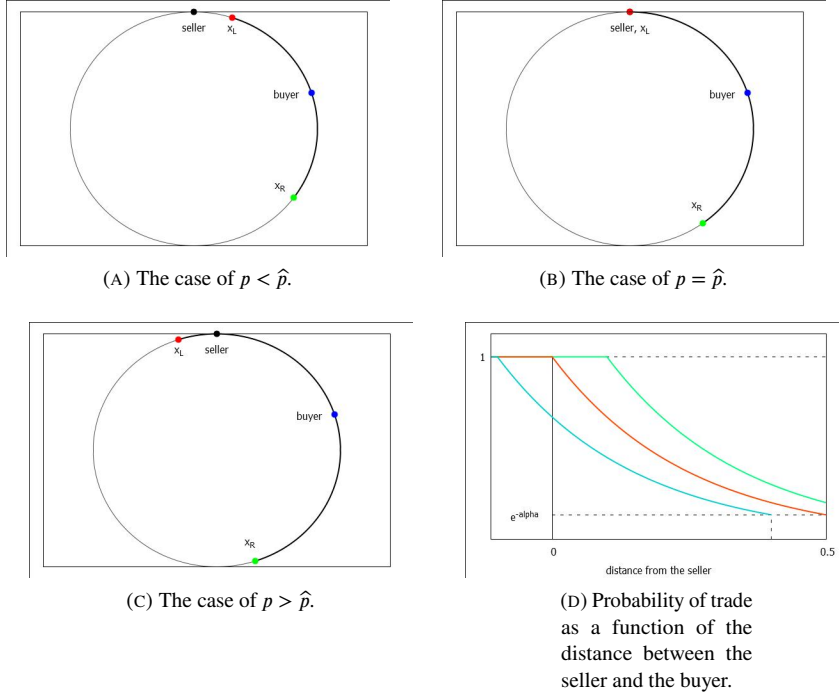 seller
x_L
buyer
x_R
(A) The case of p < p̂.
seller, x_L
buyer
x_R
(B) The case of p = p̂.
x_L
seller
buyer
x_R
(C) The case of p > p̂.
1
e^-alpha
0
0.5
distance from the seller
(D) Probability of trade
as a function of the
distance between the
seller and the buyer.